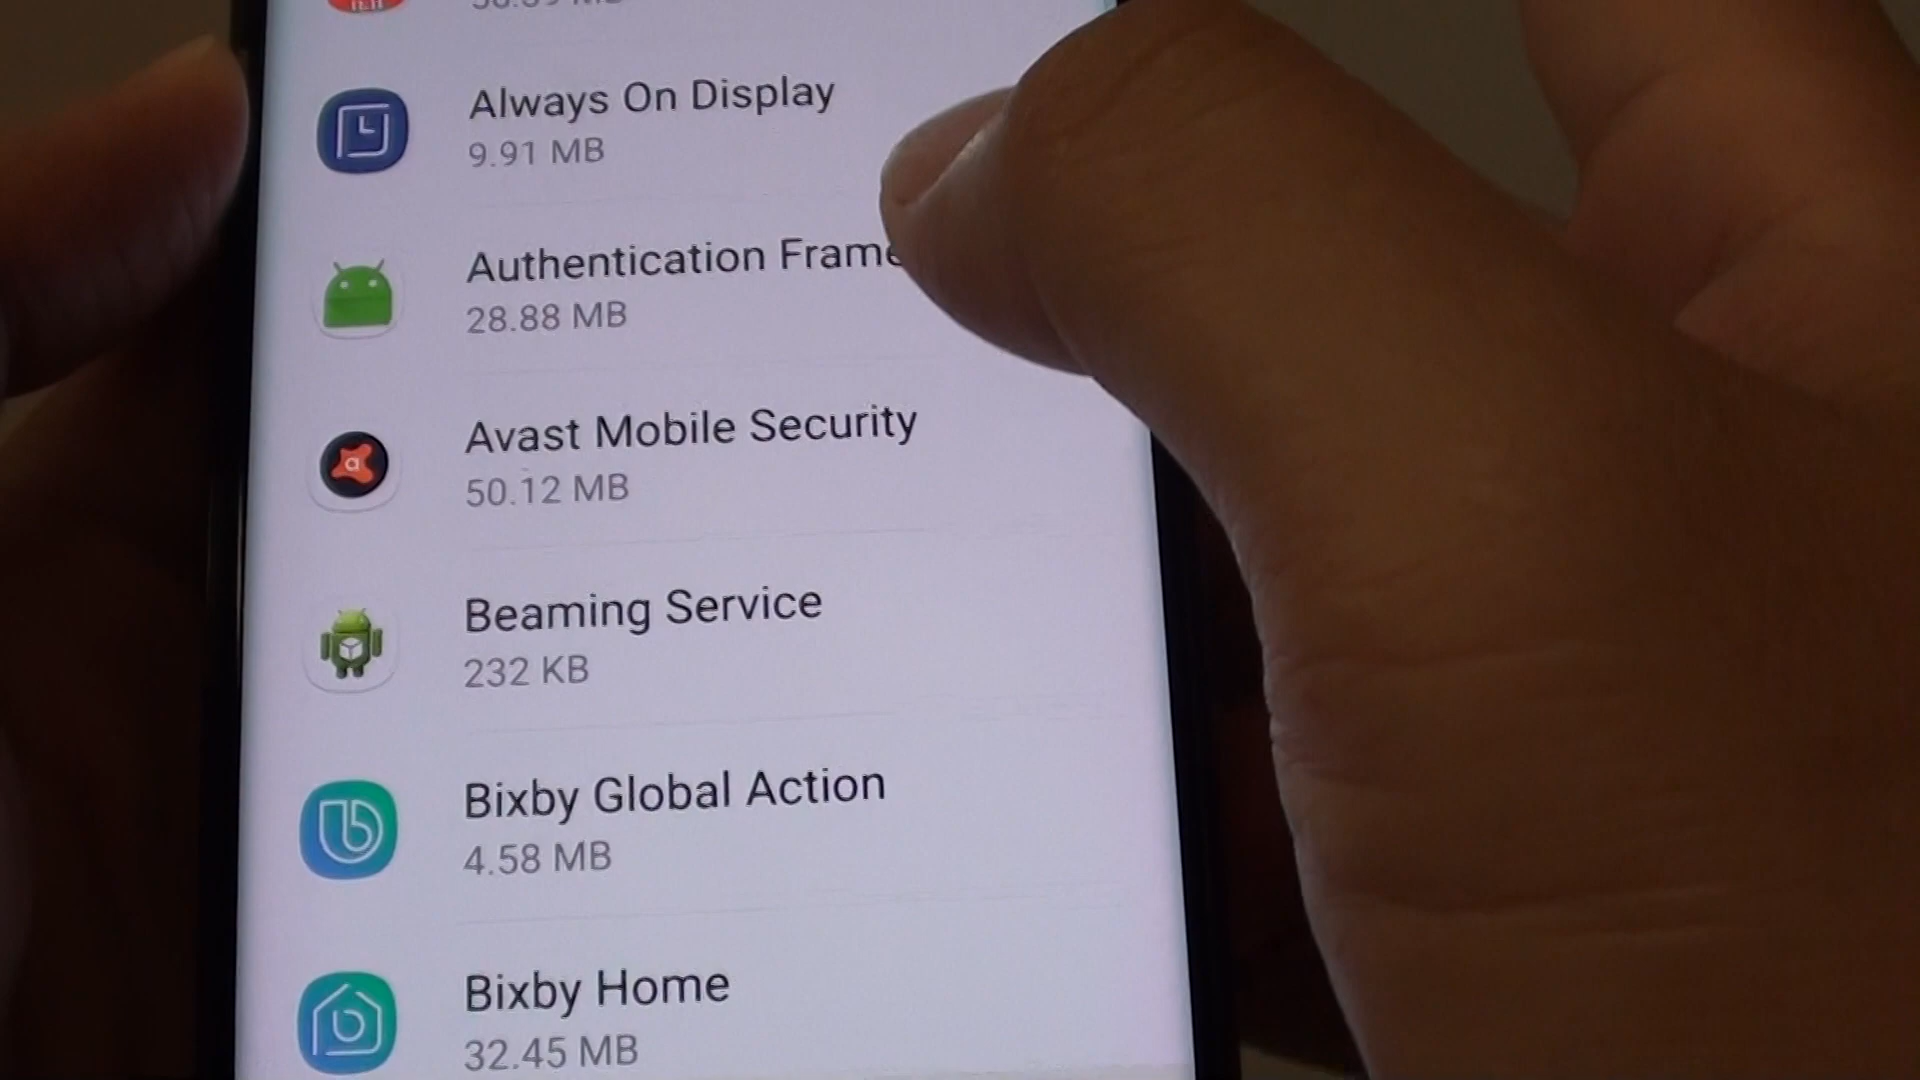 Always On Display
9.91 MB
Authentication Frame
28.88 MB
Avast Mobile Security
50.12 MB
Beaming Service
232 KB
Bixby Global Action
4.58 MB
Bixby Home
32.45 MB